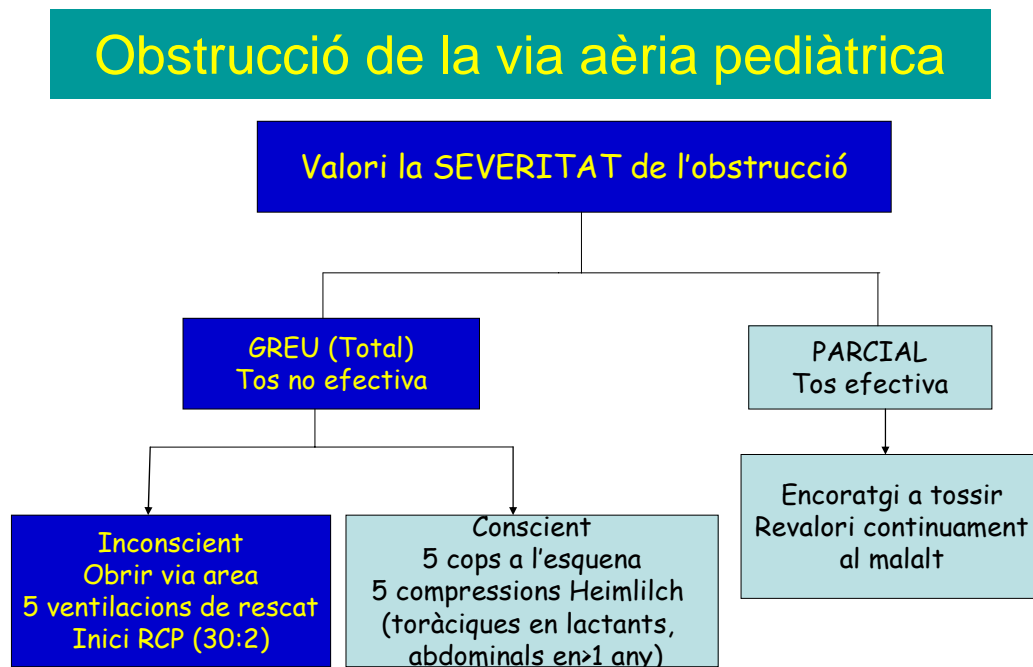 Obstrucció de la via aèria pediàtrica
Valori la SEVERITAT de l'obstrucció
GREU (Total)
Tos no efectiva
PARCIAL
Tos efectiva
Inconscient
Obrir via area
5 ventilacions de rescat
Inici RCP (30:2)
Conscient
5 cops a l'esquena
5 compressions Heimlilch
(toràciques en lactants,
abdominals en>1 any)
Encoratgi a tossir
Revalori continuament
al malalt